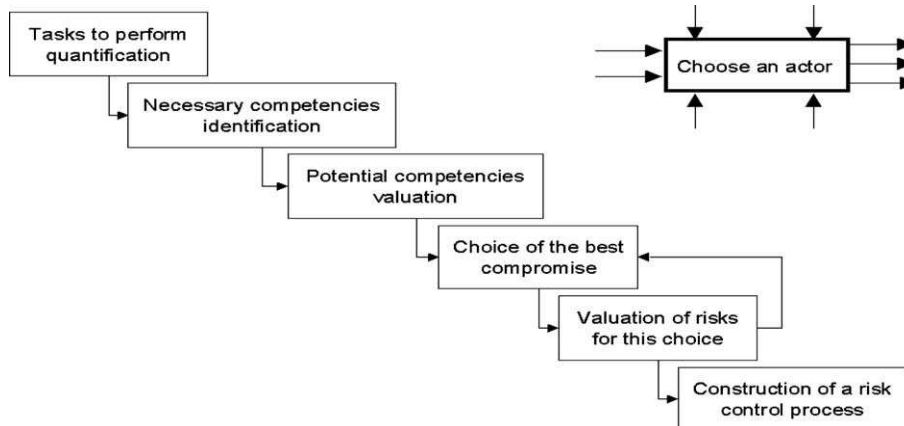 Tasks to perform
quantification
Choose an actor
Necessary competencies
identification
Potential competencies
valuation
Choice of the best
compromise
Valuation of risks
for this choice
Construction of a risk
control process